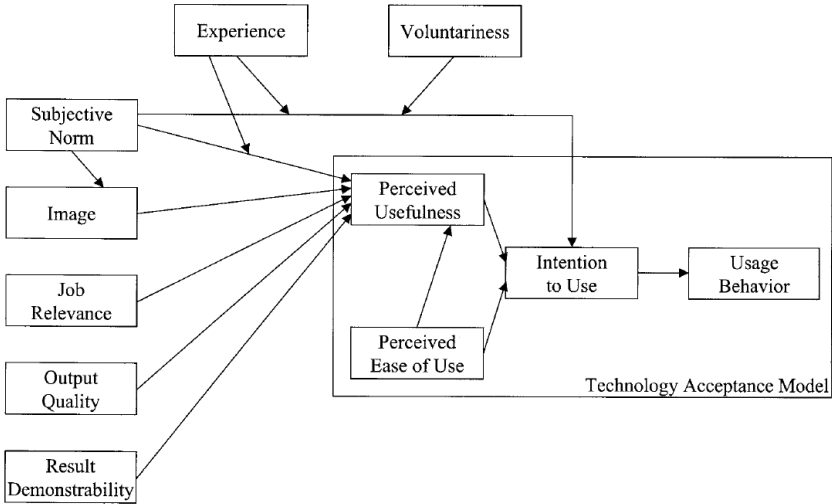 Experience
Voluntariness
Subjective
Norm
Image
Job
Relevance
Output
Quality
Result
Demonstrability
Perceived
Usefulness
Perceived
Ease of Use
Intention
to Use
Usage
Behavior
Technology Acceptance Model